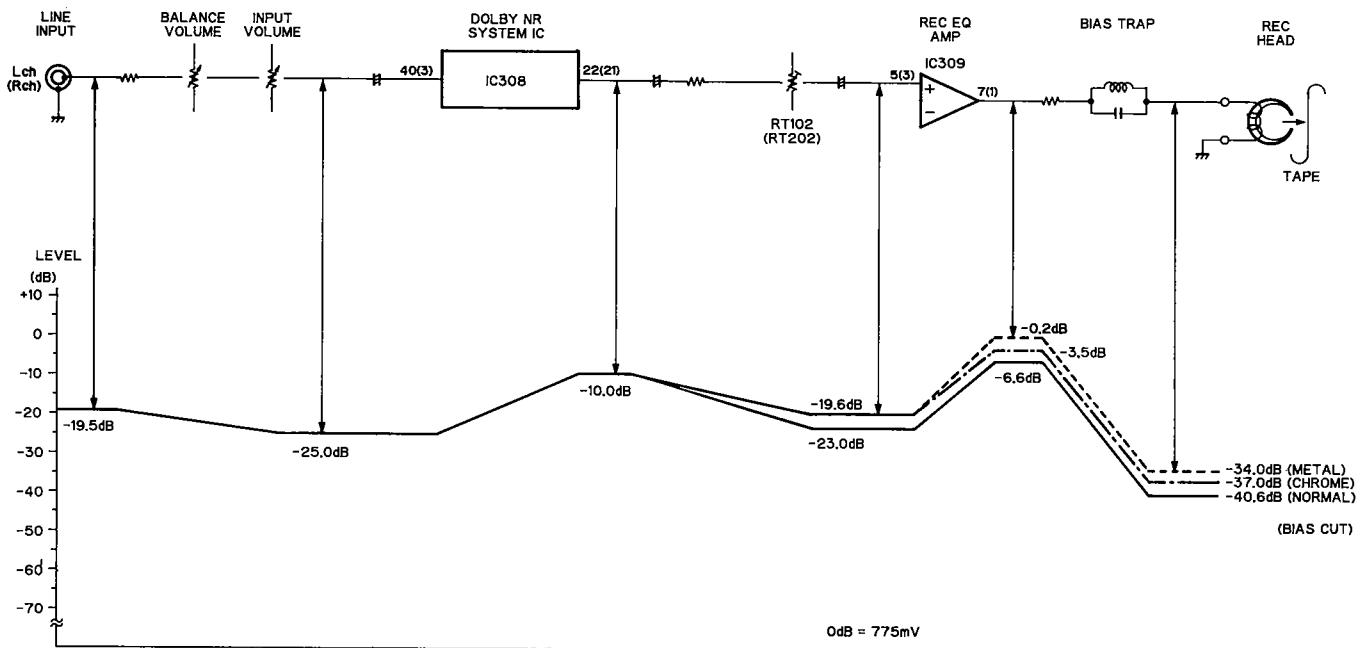 LINE
INPUT
BALANCE
VOLUME
INPUT
VOLUME
DOLBY NR
SYSTEM IC
REC EQ
AMP
BIAS TRAP
REC
HEAD
Lch
(Rch)
40(3)
IC308
22(21)
RT102
(RT202)
5(3)
IC309
+
−
7(1)
TAPE
LEVEL
(dB)
+10
0
-10
-20
-30
-40
-50
-60
-70
-19.5dB
-25.0dB
-10.0dB
-19.6dB
-23.0dB
-0.2dB
-3.5dB
-6.6dB
-34.0dB (METAL)
-37.0dB (CHROME)
-40.6dB (NORMAL)
(BIAS CUT)
0dB = 775mV